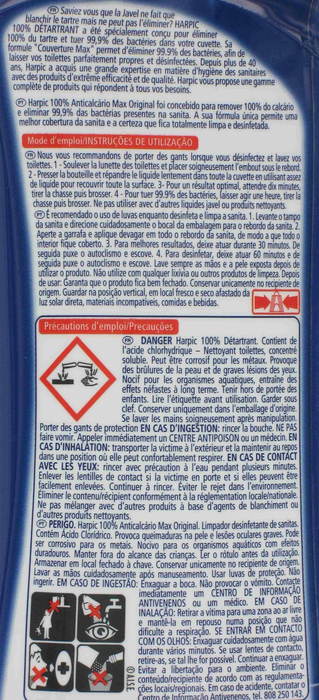 FR Saviez vous que la Javel ne fait que
blanchir le tartre mais ne peut pas l'éliminer? HARPIC
100% DÉTARTRANT a été spécialement conçu pour éliminer
100% du tartre et tuer 99,9% des bactéries dans votre cuvette. Sa
formule "Couverture Max" permet d'éliminer 99.9% des bactéries, afin de
laisser vos toilettes parfaitement propres et désinfectées. Depuis plus de 40
ans, Harpic a acquis une grande expertise en matière d'hygiène des sanitaires
avec des produits d'extrême efficacité et de qualité. Harpic vous propose une gamme
complète de produits qui répondent à tous vos besoins.
PT Harpic 100% Anticalcário Max Original foi concebido para remover 100% do calcário
e eliminar 99,9% das bactérias presentes na sanita. A sua fórmula única permite uma
melhor cobertura da sanita e a certeza que fica totalmente limpa e desinfetada.
Mode d'emploi/INSTRUÇÕES DE UTILIZAÇÃO
FR Nous vous recommandons de porter des gants lorsque vous désinfectez et lavez vos
toilettes. 1 - Soulever la lunette des toilettes et placer soigneusement l'embout sous le rebord.
2 - Presser la bouteille et répandre le liquide lentement dans toute la cuvette en utilisant assez
de liquide pour recouvrir toute la surface. 3- Pour un résultat optimal, attendre dix minutes,
tirer la chasse puis brosser. 4 - Pour tuer 99.9% des bactéries, laisser agir une heure, tirer la
chasse puis brosser. Ne pas utiliser avec d'autres liquides javel ou produits nettoyants.
PT É recomendado o uso de luvas enquanto desinfeta e limpa a sanita. 1. Levante o tampo
da sanita e direcione cuidadosamente o bocal da embalagem para o rebordo da sanita. 2.
Aperte a garrafa e aplique devagar em todo o rebordo da sanita, de modo a que todo o
interior fique coberto. 3. Para melhores resultados, deixe atuar durante 30 minutos. De
seguida puxe o autoclismo e escove. 4. Para desinfetar, deixe atuar 60 minutos e de
seguida puxe o autoclismo e escove. Lave sempre as mãos e a pele exposta depois de
utilizar o produto. Não utilize com qualquer lixívia ou outros produtos de limpeza. Depois
de usar: Garanta que o produto fica bem fechado. Conservar unicamente no recipiente de
origem. Guardar na posição vertical, em local fresco e seco afastado da
luz solar direta, materiais incompatíveis, comidas e bebidas.
Précautions d'emploi/Precauções
FR DANGER Harpic 100% Détartrant. Contient de
l'acide chlorhydrique – Nettoyant toilettes, concentré
soluble. Peut être corrosif pour les métaux. Provoque
des brûlures de la peau et de graves lésions des yeux.
Nocif pour les organismes aquatiques, entraîne des
effets néfastes à long terme. Tenir hors de portée des
enfants. Lire l'étiquette avant utilisation. Garder sous
clef. Conserver uniquement dans l'emballage d'origine.
Se laver les mains soigneusement après manipulation.
Porter des gants de protection EN CAS D'INGESTION: rincer la bouche. NE PAS
faire vomir. Appeler immédiatement un CENTRE ANTIPOISON ou un médecin. EN
CAS D'INHALATION: transporter la victime à l'extérieur et la maintenir au repos
dans une position où elle peut confortablement respirer. EN CAS DE CONTACT
AVEC LES YEUX: rincer avec précaution à l'eau pendant plusieurs minutes.
Enlever les lentilles de contact si la victime en porte et si elles peuvent être
facilement enlevées. Continuer à rincer. Éviter le rejet dans l'environnement.
Éliminer le contenu/récipient conformément à la réglementation locale/nationale.
Ne pas mélanger avec d'autres produits à base d'agents de blanchiment ou
d'autres produits nettoyants.
PT PERIGO. Harpic 100% Anticalcário Max Original. Limpador desinfetante de sanitas.
Contém Ácido Clorídrico. Provoca queimaduras na pele e lesões oculares graves. Pode
ser corrosivo para os metais. Nocivo para os organismos aquáticos com efeitos
duradouros. Manter fora do alcance das crianças. Ler o rótulo antes da utilização.
Armazenar em local fechado à chave. Conservar unicamente no recipiente de origem.
Lavar as mãos cuidadosamente após manuseamento. Usar luvas de proteção. Não
ingerir. EM CASO DE INGESTÃO: Enxaguar a boca. Não provocar o vómito. Contacte
imediatamente um CENTRO DE INFORMAÇÃO
ANTIVENENOS ou um médico. EM CASO DE
INALAÇÃO: Retirar a vítima para uma zona ao ar livre
e mantê-la em repouso numa posição que não
dificulte a respiração. SE ENTRAR EM CONTACTO
COM OS OLHOS: Enxaguar cuidadosamente com água
durante vários minutos. Se usar lentes de contacto,
retire-as, se tal lhe for possível. Continuar a enxaguar.
Evitar a libertação para o ambiente. Eliminar o
conteúdo/recipiente de acordo com as regulamenta-
ções locais/regionais. Em caso de acidente, contatar o
Centro de Informação Antivenenos, tel. 808 250 143.
© A.I.S.E.